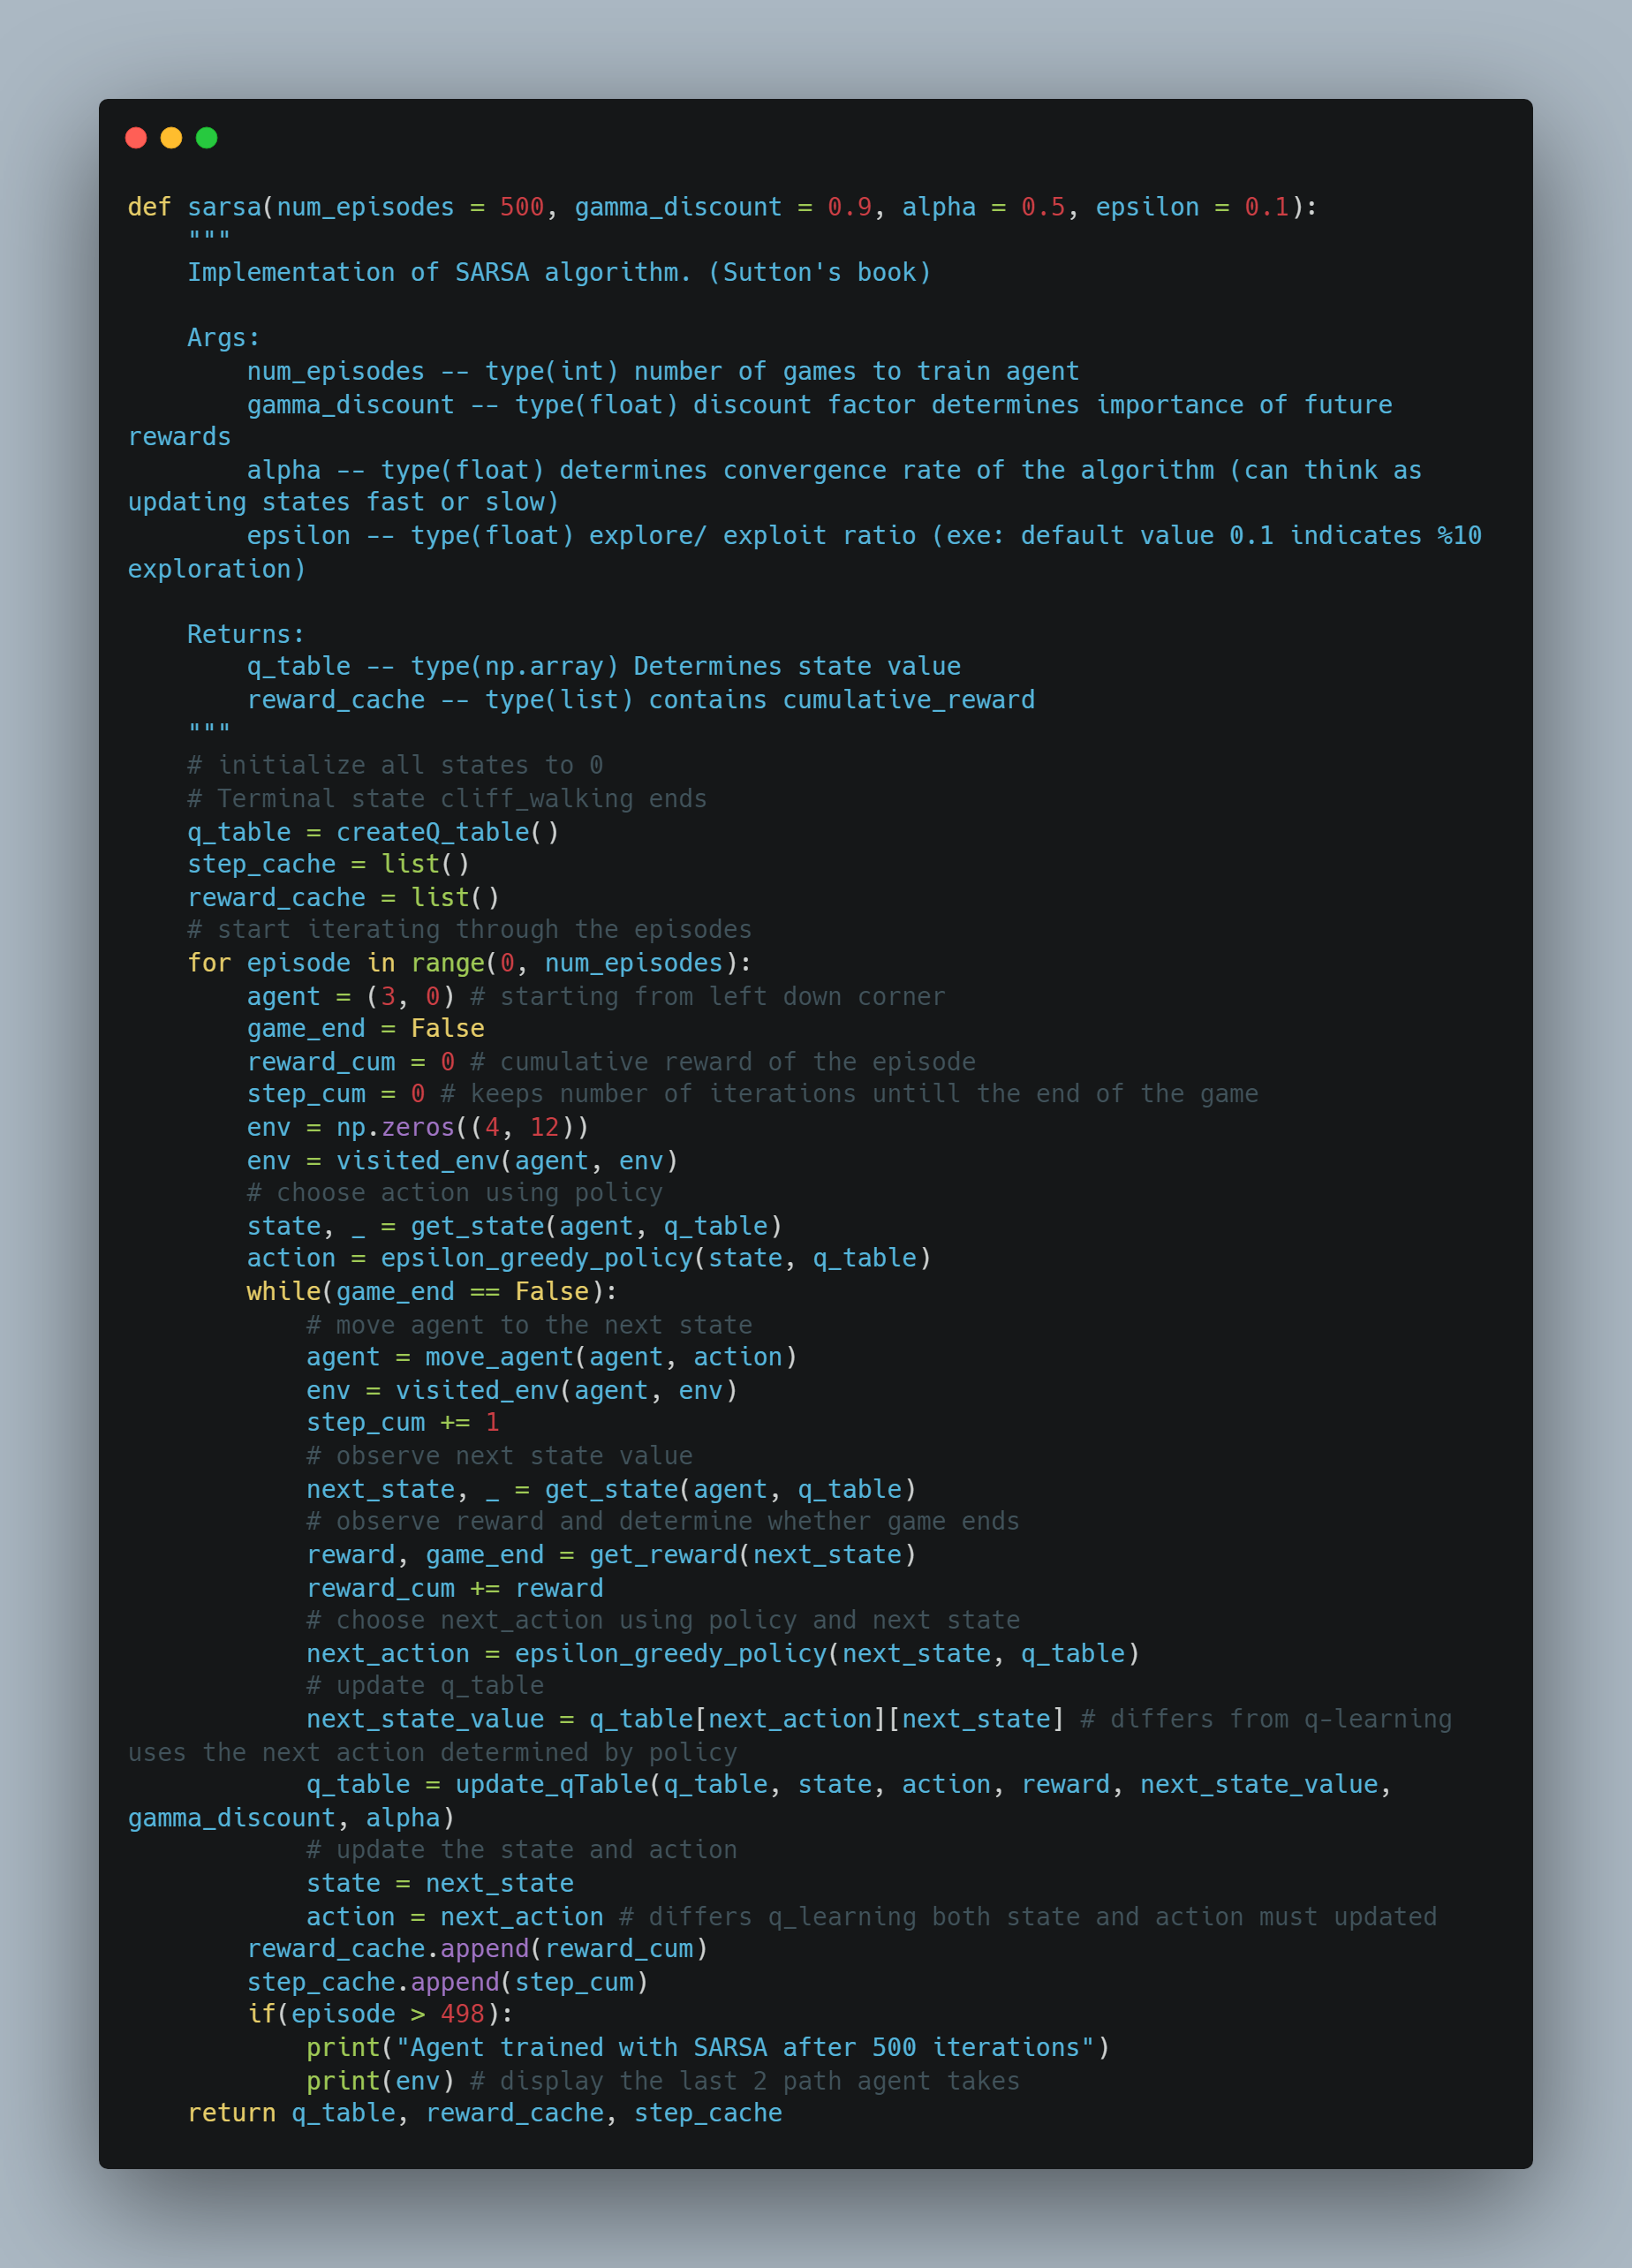 def sarsa(num_episodes = 500, gamma_discount = 0.9, alpha = 0.5, epsilon = 0.1):
    """
    Implementation of SARSA algorithm. (Sutton's book)

    Args:
        num_episodes -- type(int) number of games to train agent
        gamma_discount -- type(float) discount factor determines importance of future
rewards
        alpha -- type(float) determines convergence rate of the algorithm (can think as
updating states fast or slow)
        epsilon -- type(float) explore/ exploit ratio (exe: default value 0.1 indicates %10
exploration)

    Returns:
        q_table -- type(np.array) Determines state value
        reward_cache -- type(list) contains cumulative_reward
    """
    # initialize all states to 0
    # Terminal state cliff_walking ends
    q_table = createQ_table()
    step_cache = list()
    reward_cache = list()
    # start iterating through the episodes
    for episode in range(0, num_episodes):
        agent = (3, 0) # starting from left down corner
        game_end = False
        reward_cum = 0 # cumulative reward of the episode
        step_cum = 0 # keeps number of iterations untill the end of the game
        env = np.zeros((4, 12))
        env = visited_env(agent, env)
        # choose action using policy
        state, _ = get_state(agent, q_table)
        action = epsilon_greedy_policy(state, q_table)
        while(game_end == False):
            # move agent to the next state
            agent = move_agent(agent, action)
            env = visited_env(agent, env)
            step_cum += 1
            # observe next state value
            next_state, _ = get_state(agent, q_table)
            # observe reward and determine whether game ends
            reward, game_end = get_reward(next_state)
            reward_cum += reward
            # choose next_action using policy and next state
            next_action = epsilon_greedy_policy(next_state, q_table)
            # update q_table
            next_state_value = q_table[next_action][next_state] # differs from q-learning
uses the next action determined by policy
            q_table = update_qTable(q_table, state, action, reward, next_state_value,
gamma_discount, alpha)
            # update the state and action
            state = next_state
            action = next_action # differs q_learning both state and action must updated
        reward_cache.append(reward_cum)
        step_cache.append(step_cum)
        if(episode > 498):
            print("Agent trained with SARSA after 500 iterations")
            print(env) # display the last 2 path agent takes
    return q_table, reward_cache, step_cache